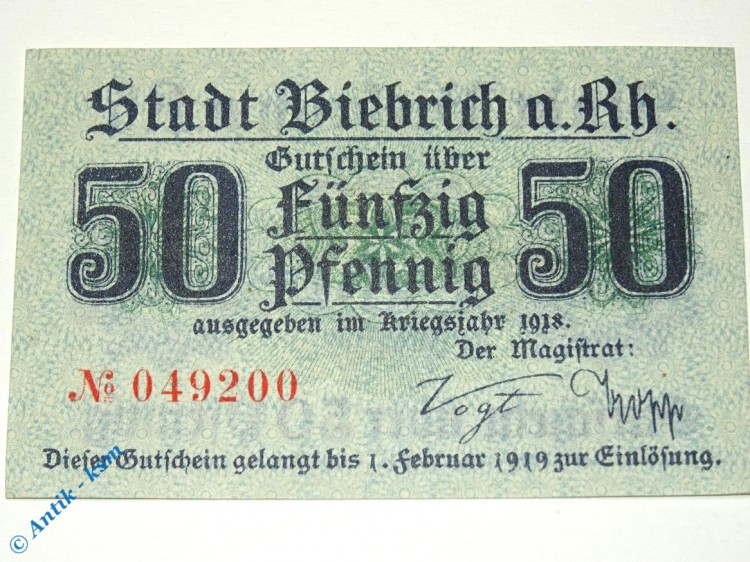 Stadt Biebrich a. Rh.
Gutschein über
50 Fünfzig 50
Pfennig
ausgegeben im Kriegsjahr 1918.
Der Magistrat:
№ 049200 Vogt Tropp
Dieser Gutschein gelangt bis 1. Februar 1919 zur Einlösung.
© Antik - ksm